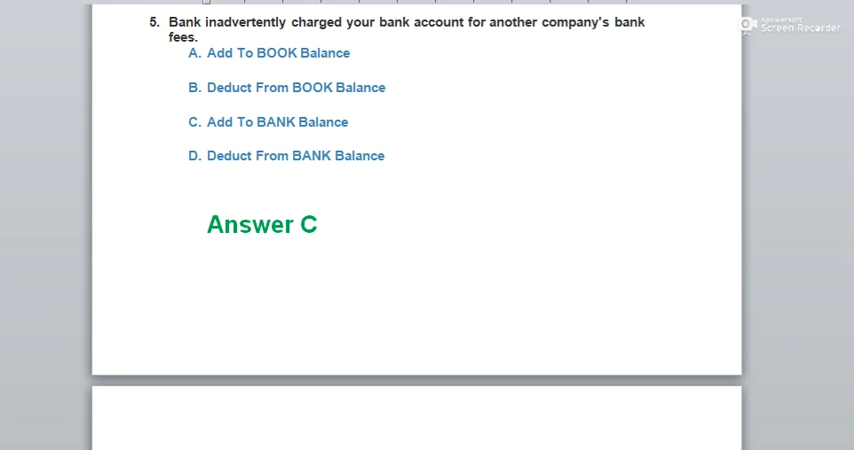 5. Bank inadvertently charged your bank account for another company's bank
fees.
A. Add To BOOK Balance
B. Deduct From BOOK Balance
C. Add To BANK Balance
D. Deduct From BANK Balance
Answer C
Apowersoft
Screen Recorder